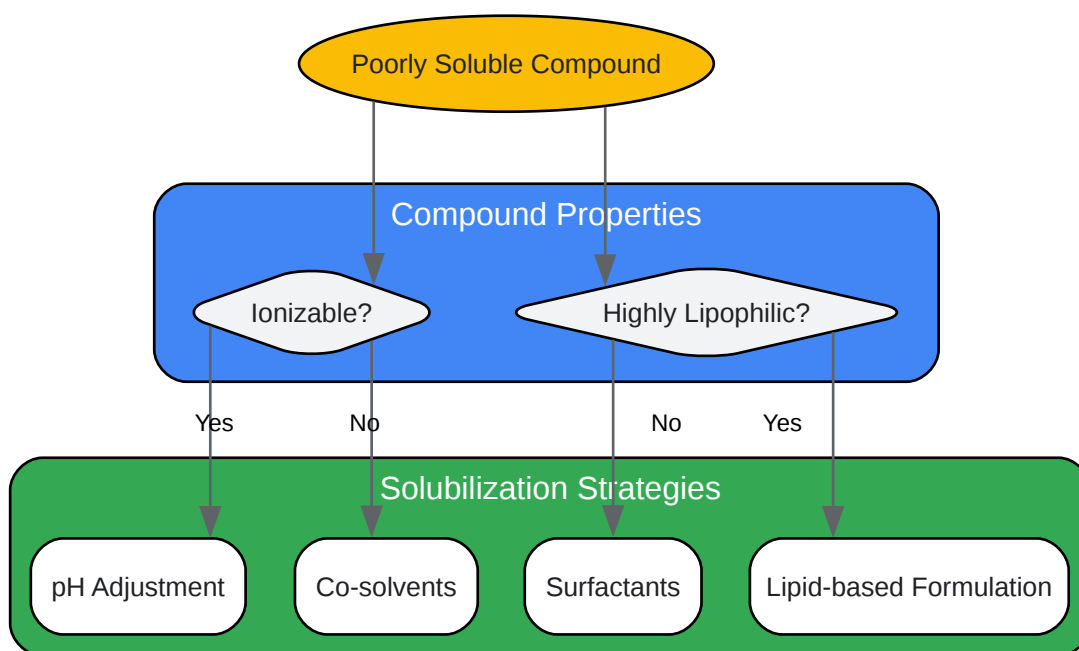 Poorly Soluble Compound
Compound Properties
Ionizable?
Highly Lipophilic?
Yes
No
No
Yes
Solubilization Strategies
pH Adjustment
Co-solvents
Surfactants
Lipid-based Formulation